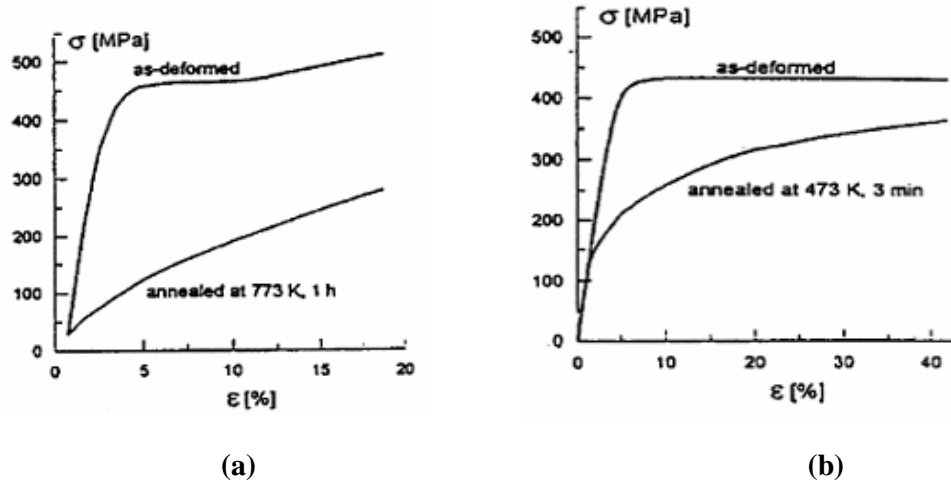 σ [MPa]
500
400
300
200
100
0
as-deformed
annealed at 773 K, 1 h
0 5 10 15 20
ε [%]
(a)
σ [MPa]
500
400
300
200
100
0
as-deformed
annealed at 473 K, 3 min
0 10 20 30 40
ε [%]
(b)